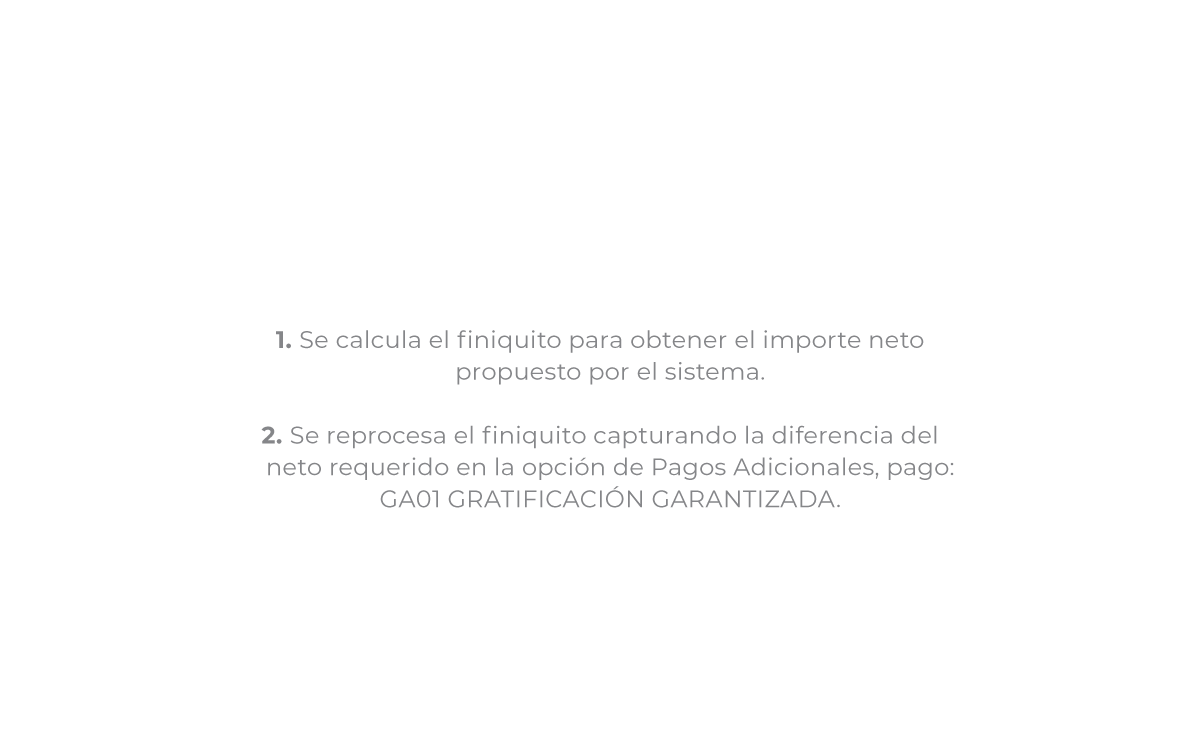 1. Se calcula el finiquito para obtener el importe neto
propuesto por el sistema.
2. Se reprocesa el finiquito capturando la diferencia del
neto requerido en la opción de Pagos Adicionales, pago:
GA01 GRATIFICACIÓN GARANTIZADA.